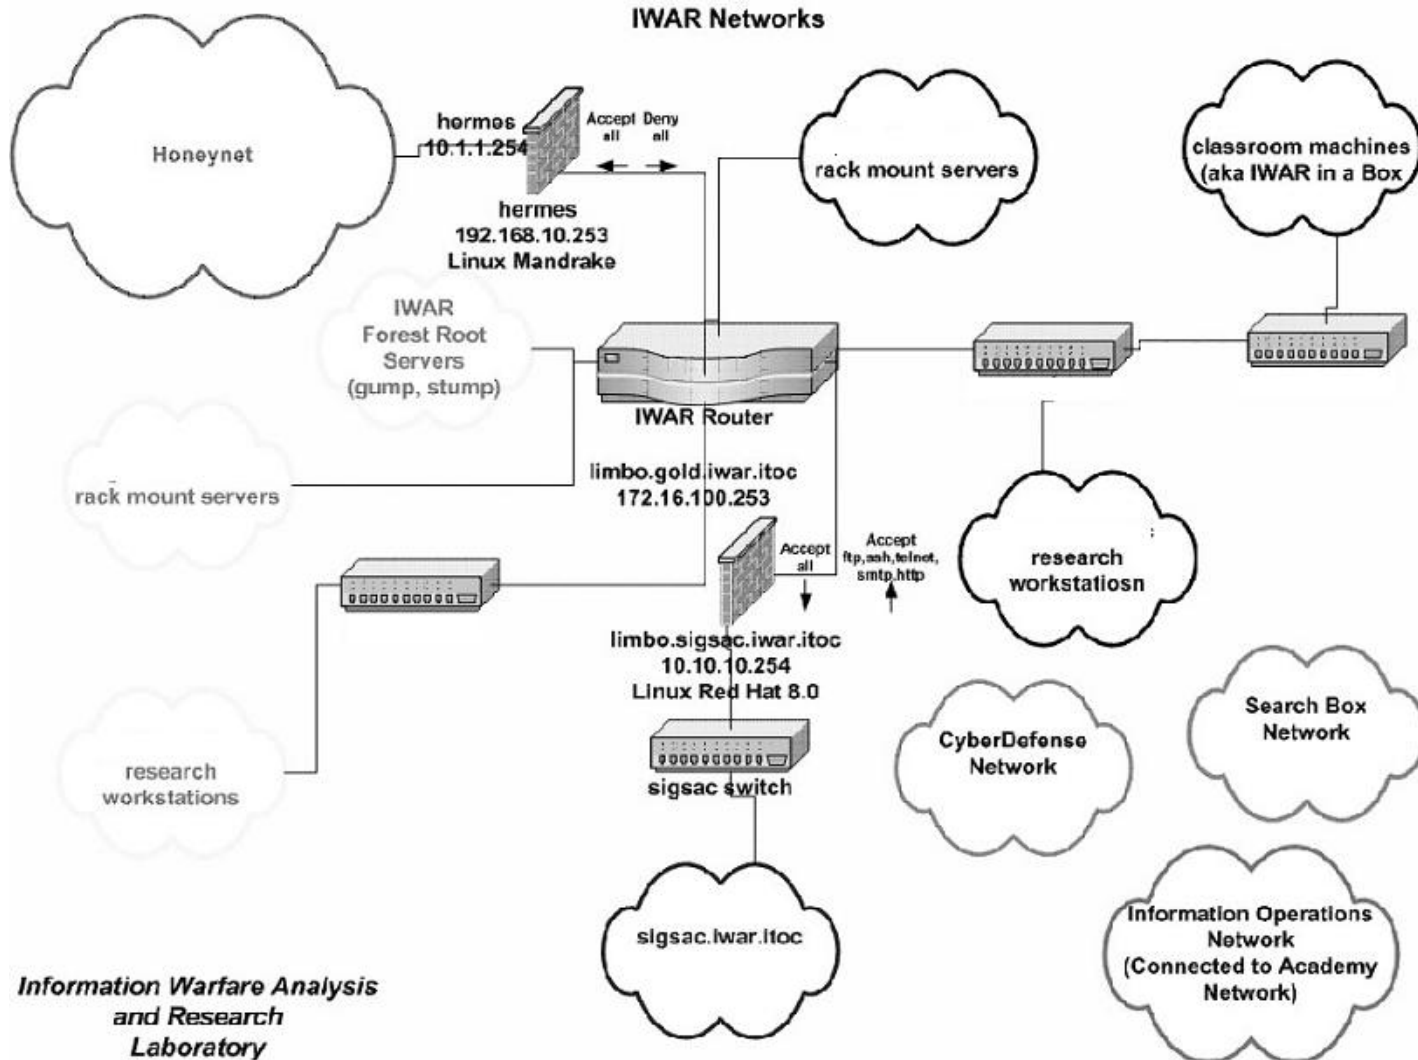 IWAR Networks
Honeynet
hermes
10.1.1.254
Accept Deny
all all
hermes
192.168.10.253
Linux Mandrake
rack mount servers
classroom machines
(aka IWAR in a Box
IWAR
Forest Root
Servers
(gump, stump)
IWAR Router
rack mount servers
limbo.gold.iwar.itoc
172.16.100.253
Accept
all
Accept
ftp,ssh,telnet,
smtp,http
research
workstatiosn
limbo.sigsac.iwar.itoc
10.10.10.254
Linux Red Hat 8.0
sigsac switch
research
workstations
CyberDefense
Network
Search Box
Network
sigsac.iwar.itoc
Information Operations
Network
(Connected to Academy
Network)
Information Warfare Analysis
and Research
Laboratory